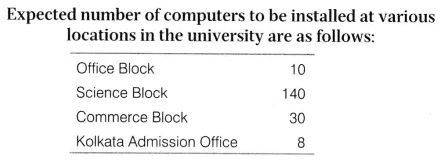 Expected number of computers to be installed at various
locations in the university are as follows:
Office Block 10
Science Block 140
Commerce Block 30
Kolkata Admission Office 8